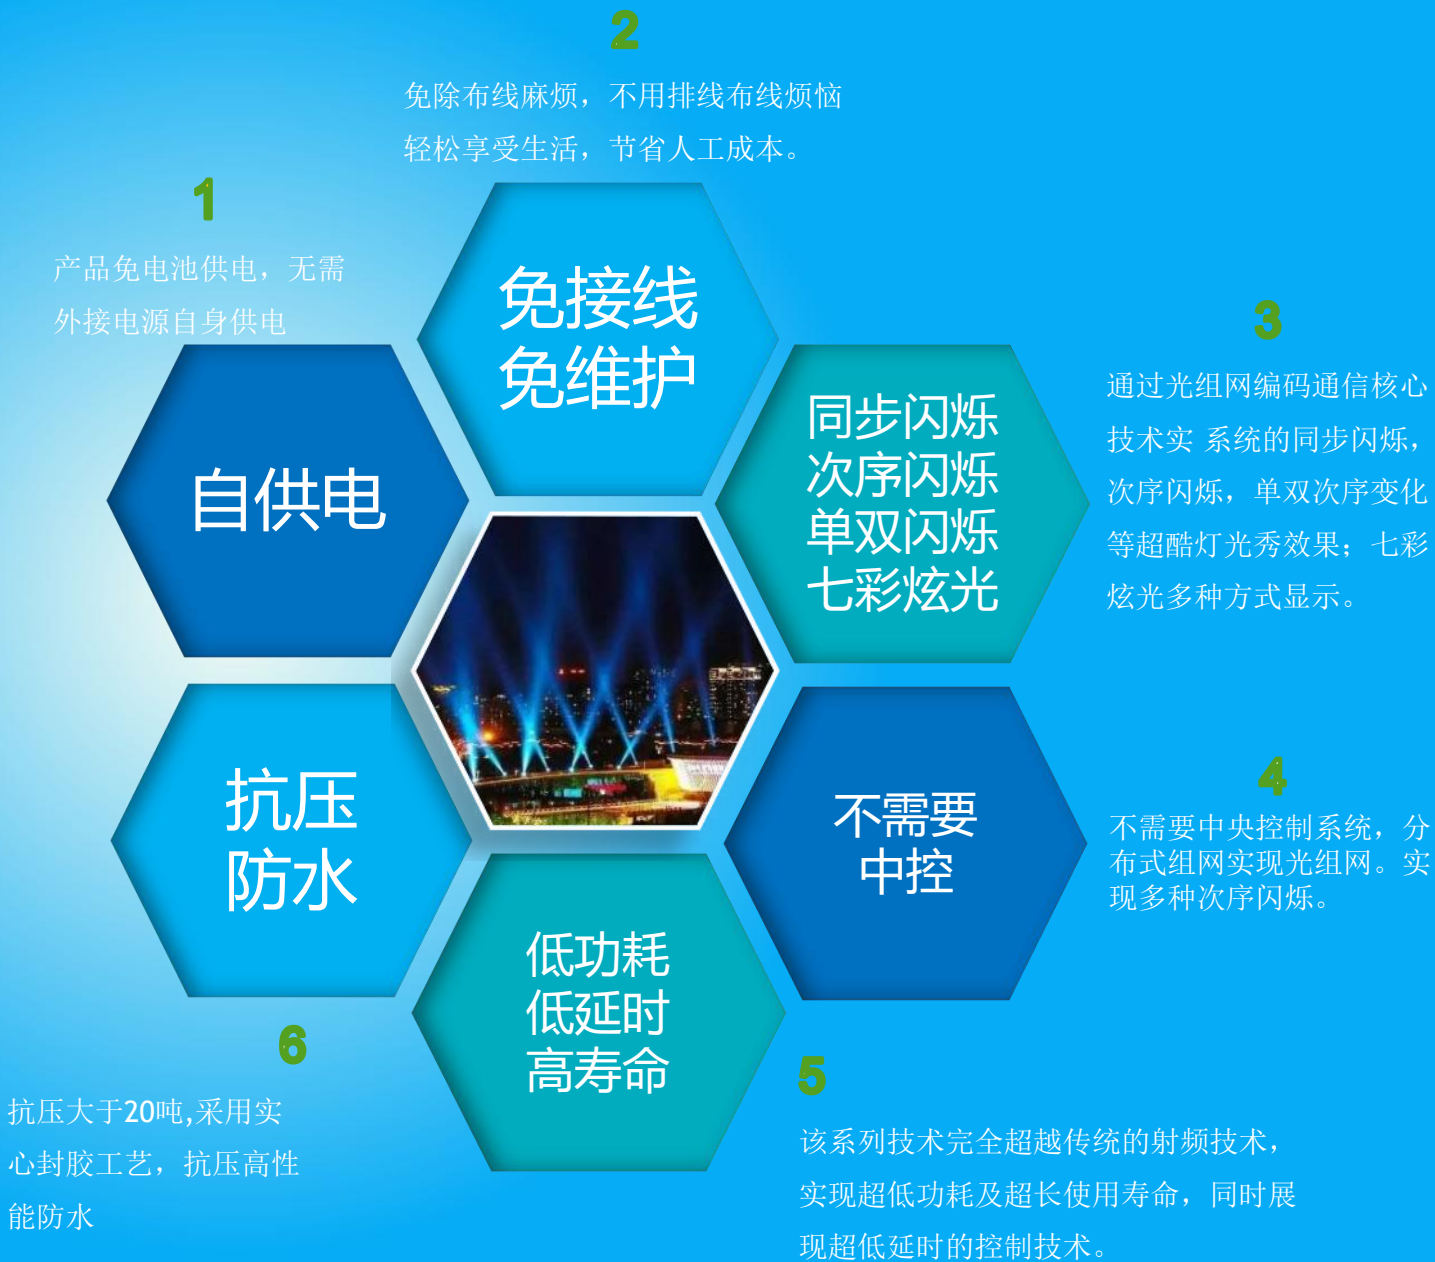 1
产品免电池供电，无需
外接电源自身供电
自供电
2
免除布线麻烦，不用排线布线烦恼
轻松享受生活，节省人工成本。
免接线
免维护
3
通过光组网编码通信核心
技术实 系统的同步闪烁，
次序闪烁，单双次序变化
等超酷灯光秀效果；七彩
炫光多种方式显示。
同步闪烁
次序闪烁
单双闪烁
七彩炫光
4
不需要中央控制系统，分
布式组网实现光组网。实
现多种次序闪烁。
不需要
中控
5
该系列技术完全超越传统的射频技术，
实现超低功耗及超长使用寿命，同时展
现超低延时的控制技术。
低功耗
低延时
高寿命
6
抗压大于20吨,采用实
心封胶工艺，抗压高性
能防水
抗压
防水